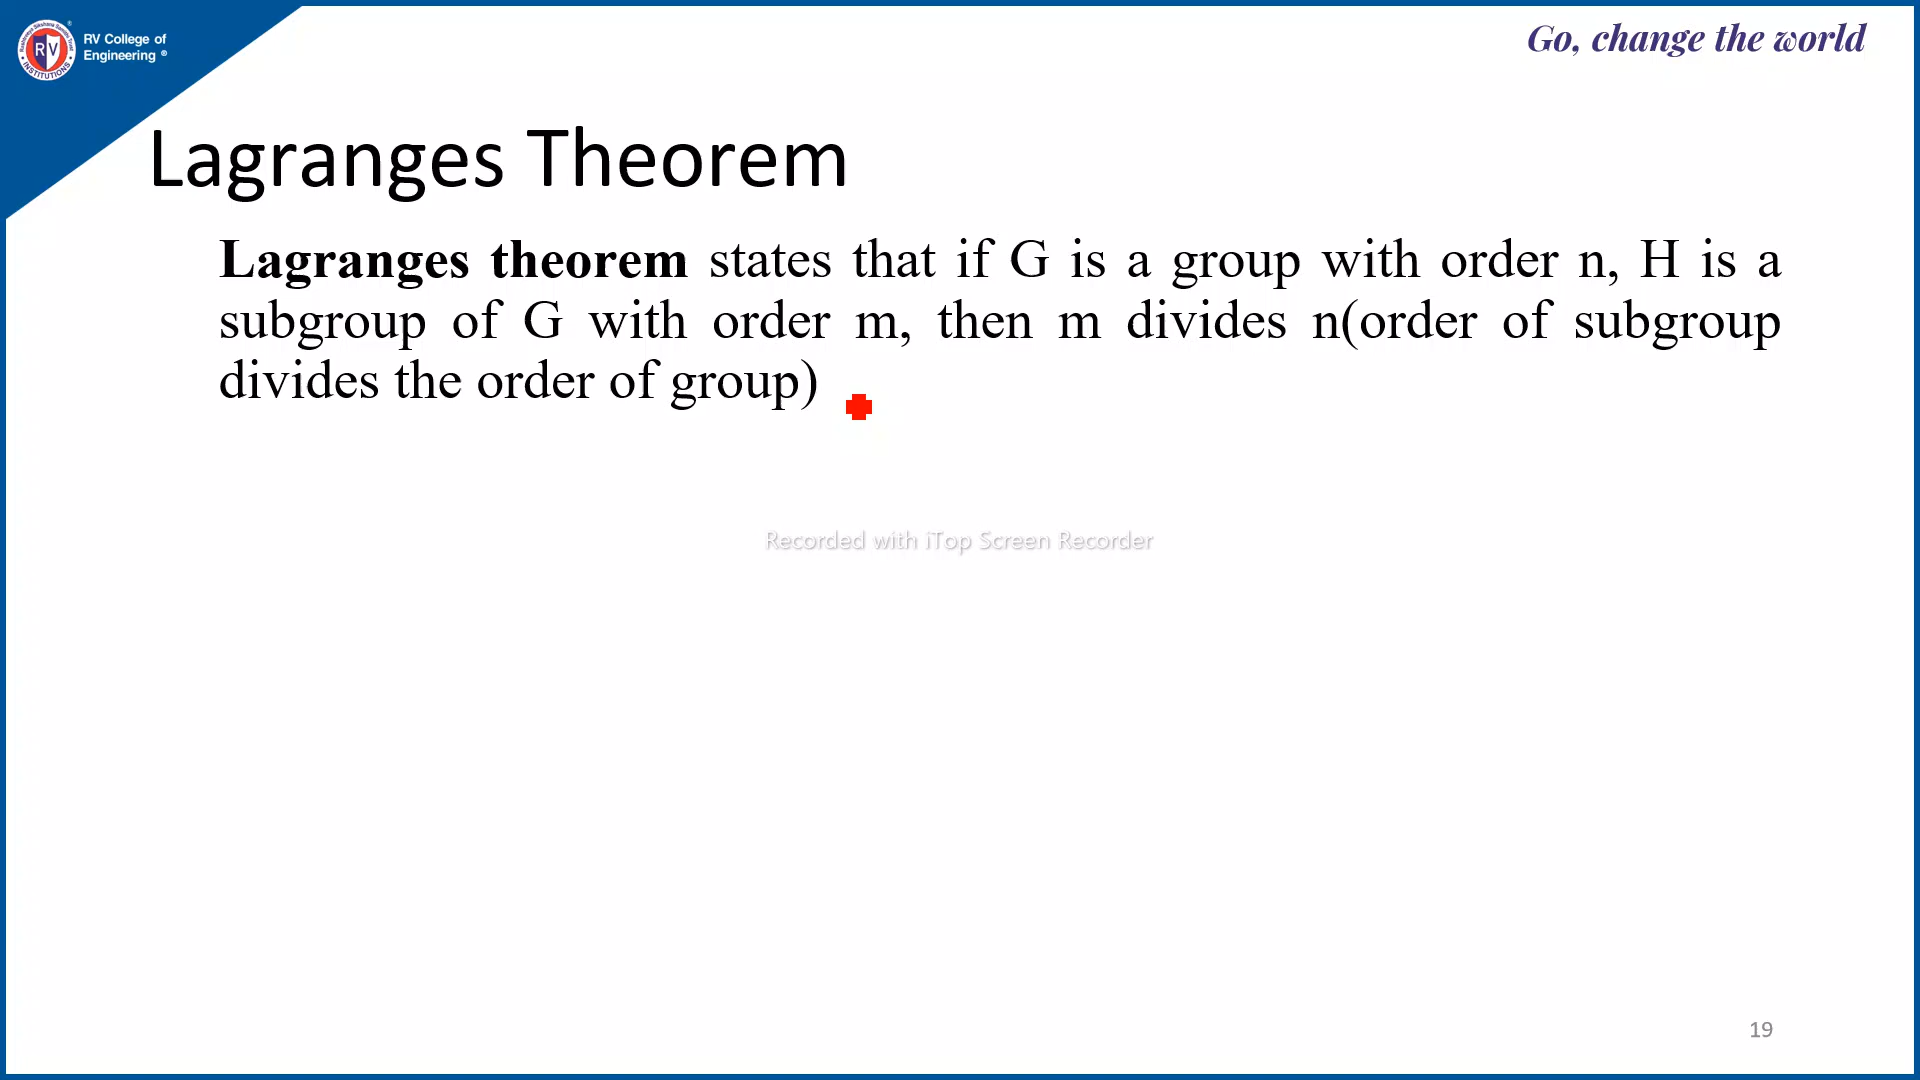 RV College of
Engineering ®
Go, change the world
RV
INSTITUTIONS
Lagranges Theorem
Lagranges theorem states that if G is a group with order n, H is a
subgroup of G with order m, then m divides n(order of subgroup
divides the order of group)
Recorded with iTop Screen Recorder
19